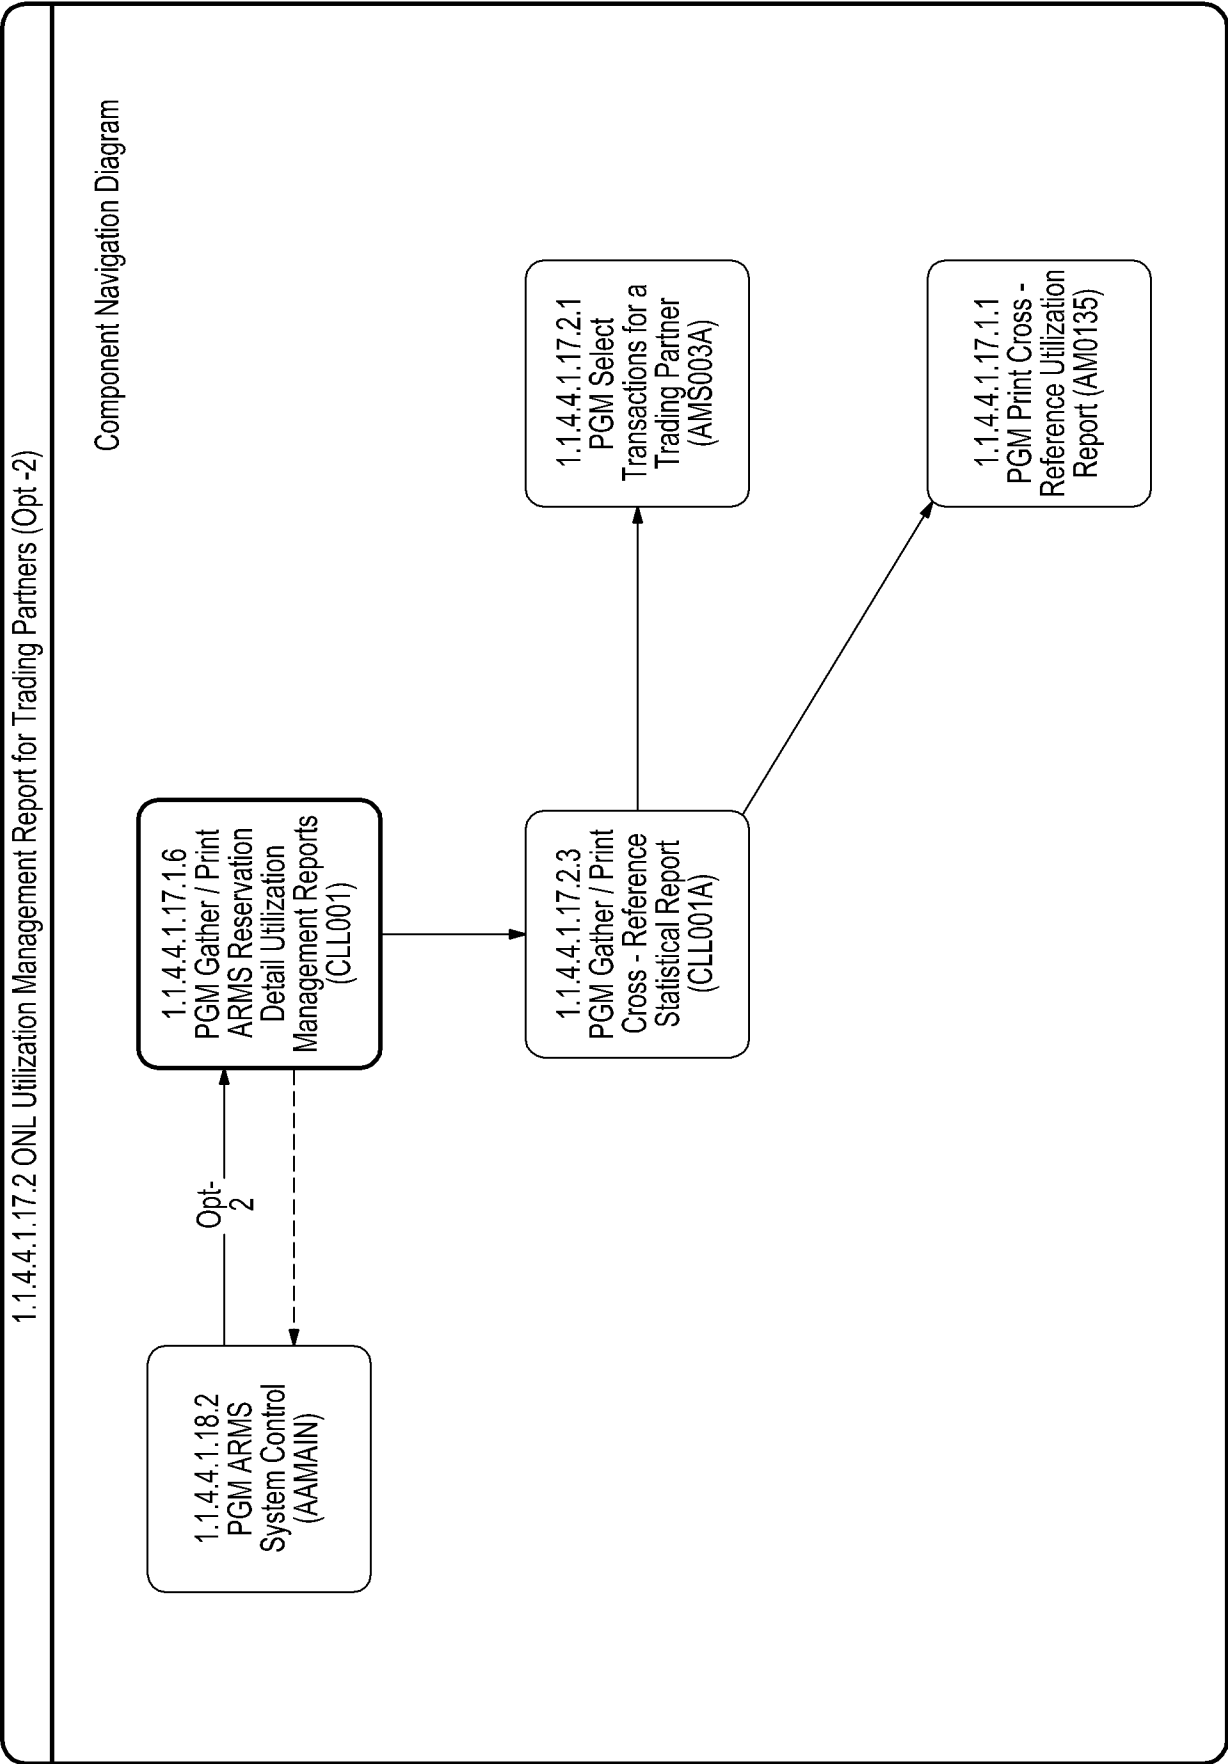 1.1.4.4.1.17.2 ONL Utilization Management Report for Trading Partners (Opt -2)
Component Navigation Diagram
1.1.4.4.1.18.2
PGM ARMS
System Control
(AAMAIN)
Opt-
2
1.1.4.4.1.17.1.6
PGM Gather / Print
ARMS Reservation
Detail Utilization
Management Reports
(CLL001)
1.1.4.4.1.17.2.3
PGM Gather / Print
Cross - Reference
Statistical Report
(CLL001A)
1.1.4.4.1.17.2.1
PGM Select
Transactions for a
Trading Partner
(AMS003A)
1.1.4.4.1.17.1.1
PGM Print Cross -
Reference Utilization
Report (AM0135)